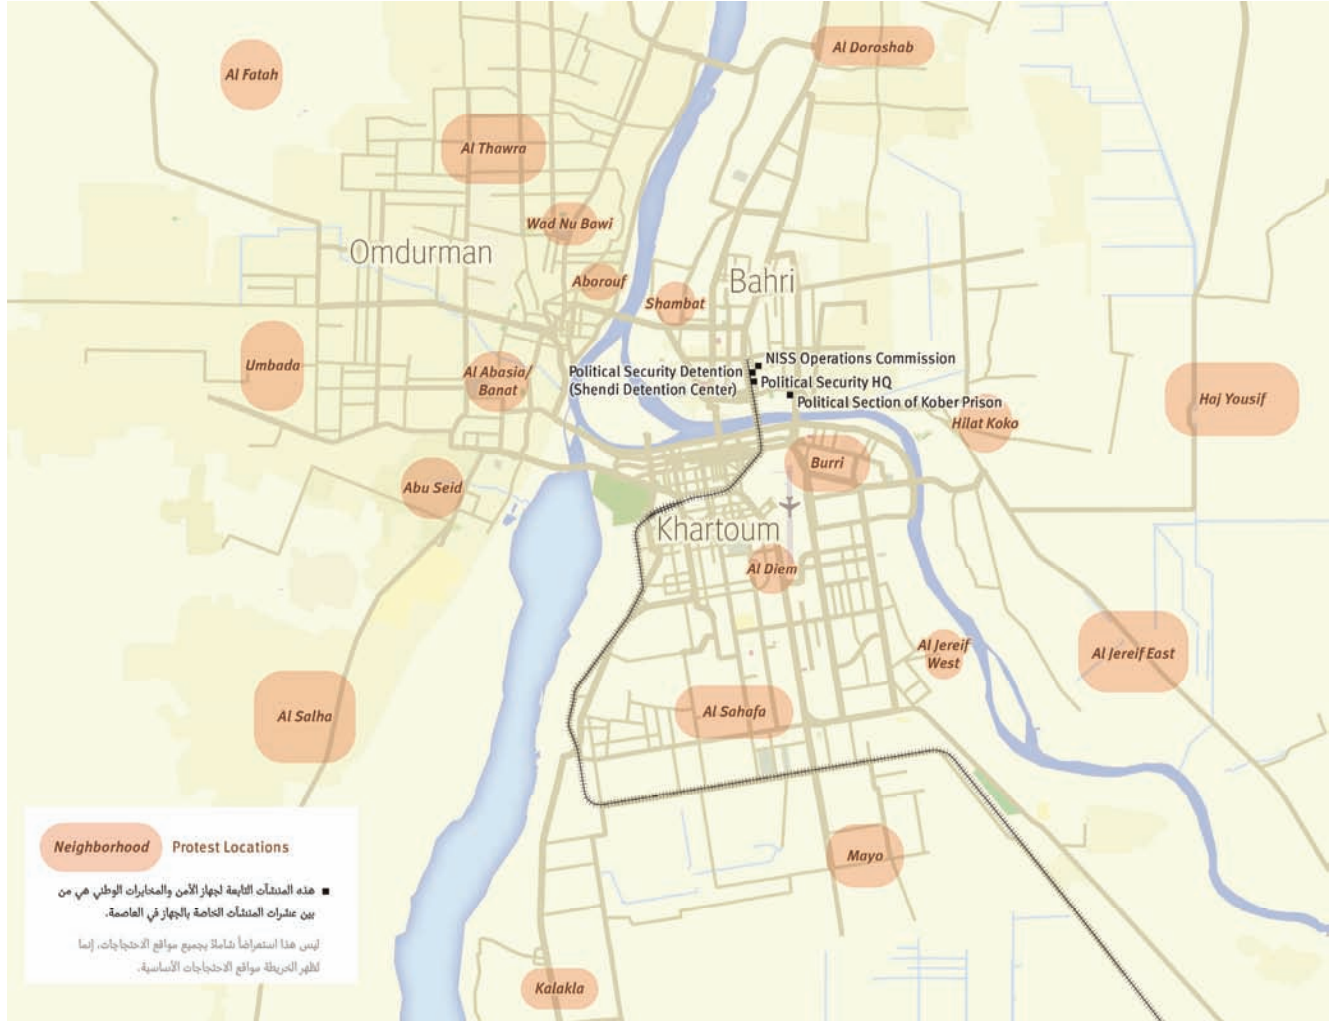 Al Doroshab
Al Fatah
Al Thawra
Wad Nu Bawi
Omdurman
Aborouf
Bahri
Shambat
NISS Operations Commission
Umbada
Al Abasia/
Banat
Political Security Detention
(Shendi Detention Center)
Political Security HQ
Political Section of Kober Prison
Haj Yousif
Hilat Koko
Burri
Abu Seid
Khartoum
Al Diem
Al Jereif
West
Al Jereif East
Al Salha
Al Sahafa
Neighborhood Protest Locations
Mayo
هذه المنشآت التابعة لجهاز الأمن والمخابرات الوطني هي من
بين عشرات المنشآت الخاصة بالجهاز في العاصمة.
ليس هذا استعراضاً شاملاً بجميع مواقع الاحتجاجات، إنما
تظهر الخريطة مواقع الاحتجاجات الأساسية.
Kalakla